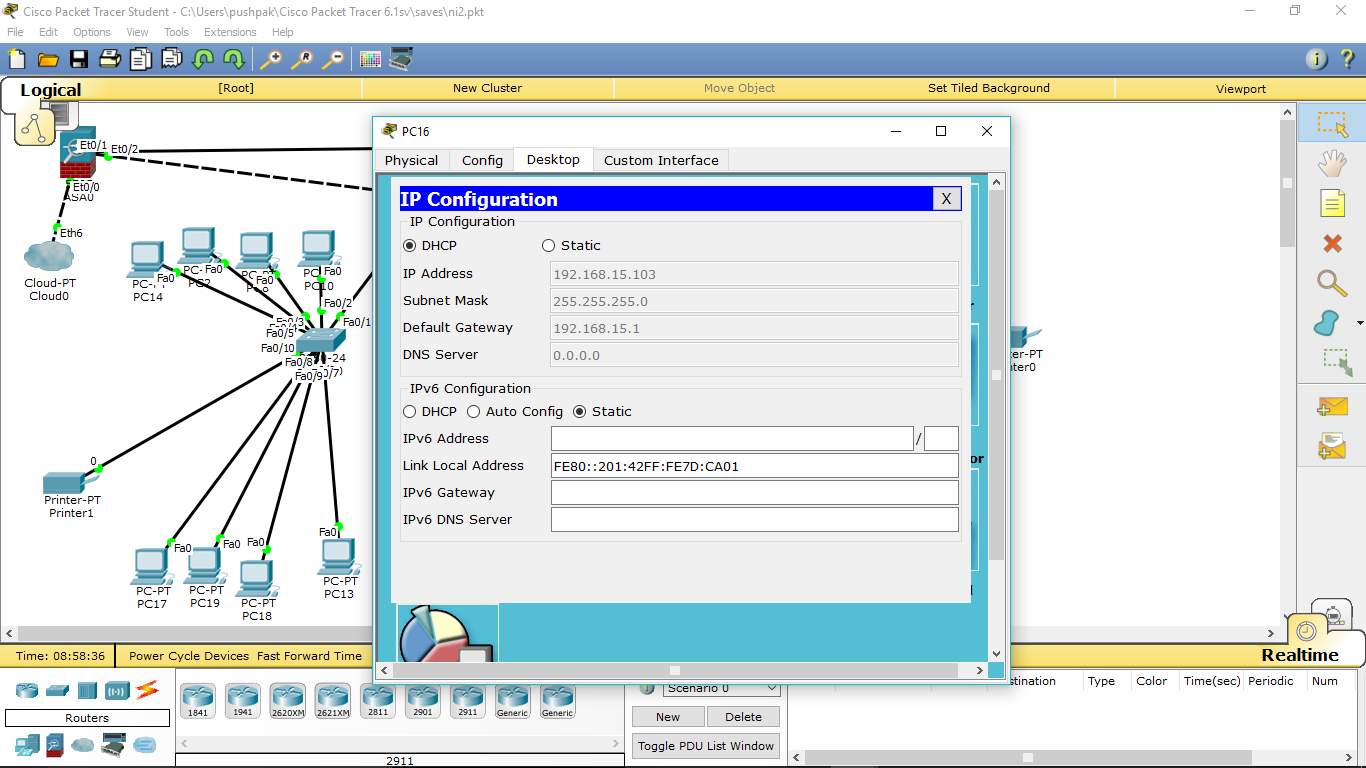 Cisco Packet Tracer Student - C:\Users\pushpak\Cisco Packet Tracer 6.1sv\saves\ni2.pkt
File Edit Options View Tools Extensions Help
Logical [Root] New Cluster Move Object Set Tiled Background Viewport
Et0/1 Et0/2
Et0/0
ASA0
Eth6
Cloud-PT
Cloud0
PC14
Fa0
Fa0
PC2
Fa0
Fa0
PC10
Fa0/2
Fa0/3
Fa0/1
Fa0/5
Fa0/10
-24
Fa0/8
Fa0/9
Fa0/7
0
Printer-PT
Printer1
Fa0
PC-PT
PC17
Fa0
PC-PT
PC19
Fa0
PC-PT
PC18
Fa0
PC-PT
PC13
PC16
Physical Config Desktop Custom Interface
IP Configuration X
IP Configuration
DHCP Static
IP Address 192.168.15.103
Subnet Mask 255.255.255.0
Default Gateway 192.168.15.1
DNS Server 0.0.0.0
IPv6 Configuration
DHCP Auto Config Static
IPv6 Address /
Link Local Address FE80::201:42FF:FE7D:CA01
IPv6 Gateway
IPv6 DNS Server
or
ter-PT
nter0
Time: 08:58:36 Power Cycle Devices Fast Forward Time
Realtime
Routers
1841 1941 2620XM 2621XM 2811 2901 2911 Generic Generic
2911
Scenario 0
New Delete
Toggle PDU List Window
stination Type Color Time(sec) Periodic Num